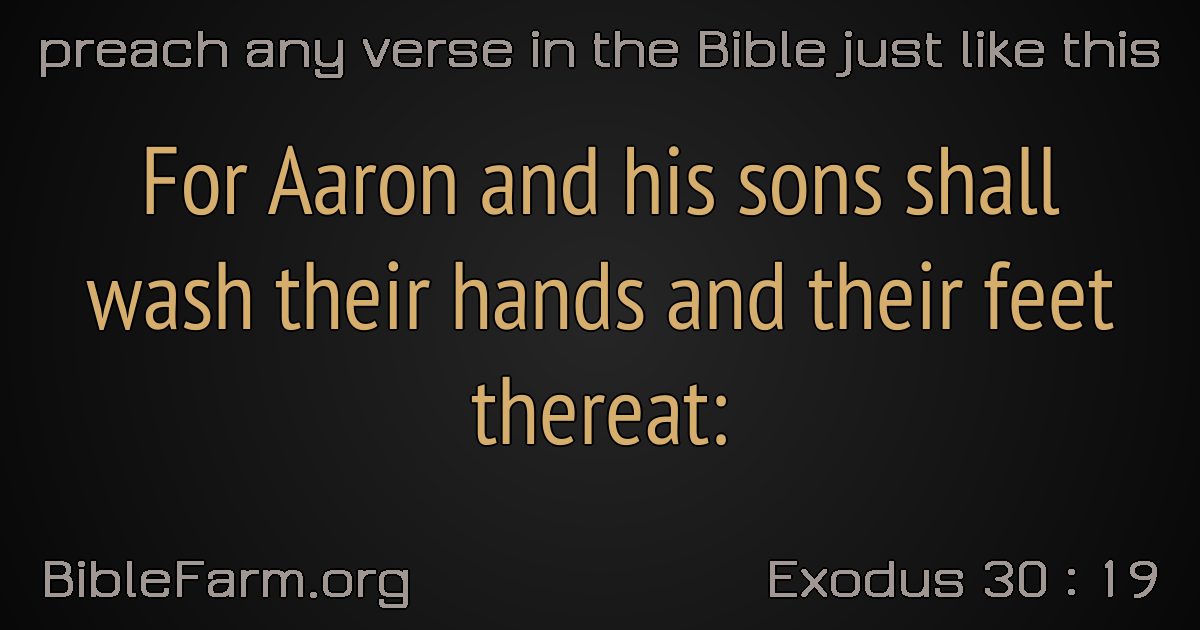 preach any verse in the Bible just like this
For Aaron and his sons shall
wash their hands and their feet
thereat:
BibleFarm.org
Exodus 30 : 19